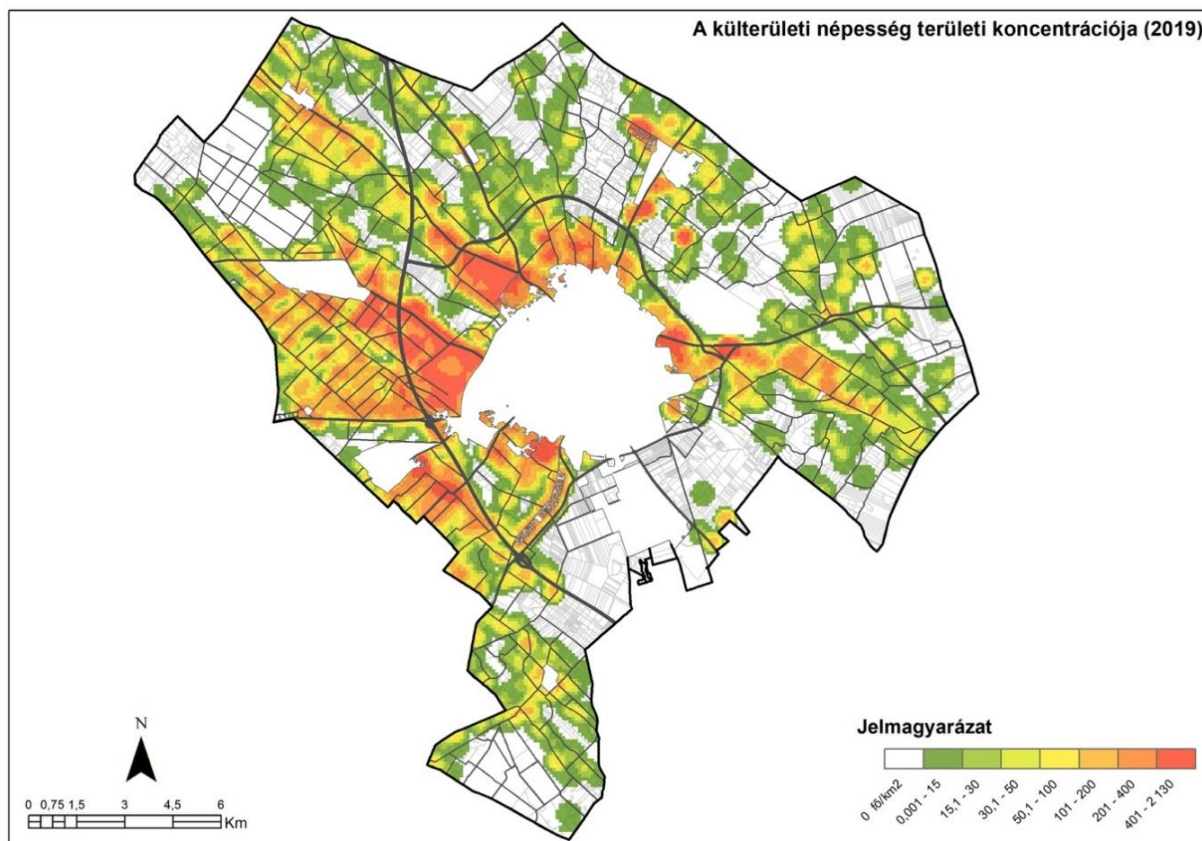 A külterületi népesség területi koncentrációja (2019)
N
0 0,75 1,5 3 4,5 6
Km
Jelmagyarázat
0 fő/km2
0,001 - 15
15,1 - 30
30,1 - 50
50,1 - 100
101 - 200
201 - 400
401 - 2 130